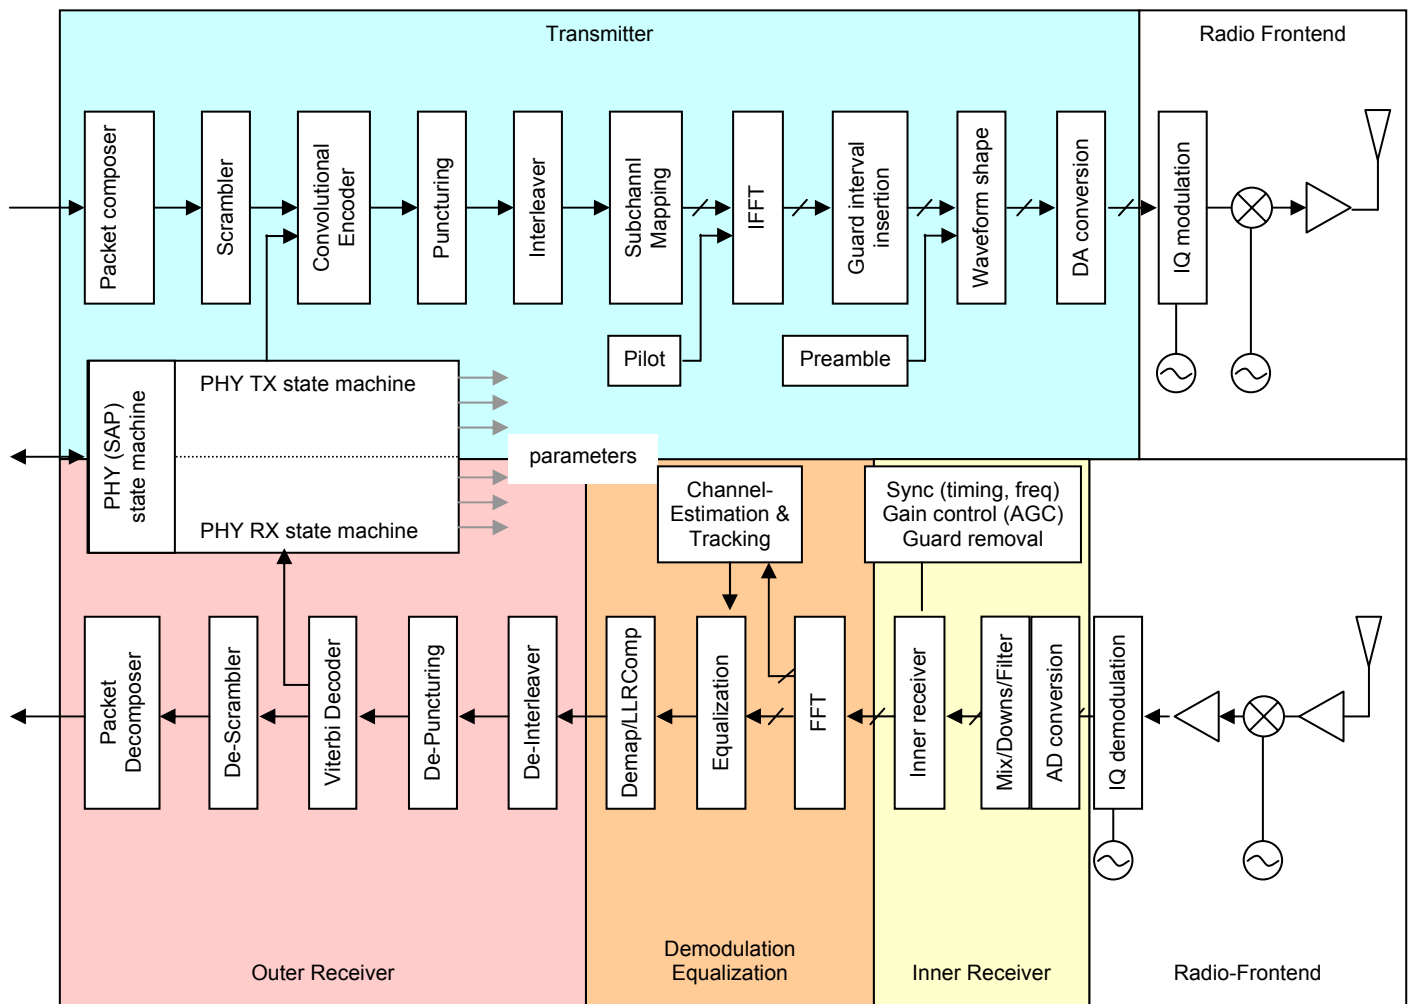 Transmitter
Radio Frontend
Packet composer
Scrambler
Convolutional
Encoder
Puncturing
Interleaver
Subchannl
Mapping
IFFT
Guard interval
insertion
Waveform shape
DA conversion
IQ modulation
Pilot
Preamble
PHY (SAP)
state machine
PHY TX state machine
parameters
PHY RX state machine
Channel-
Estimation &
Tracking
Sync (timing, freq)
Gain control (AGC)
Guard removal
Packet
Decomposer
De-Scrambler
Viterbi Decoder
De-Puncturing
De-Interleaver
Demap/LLRComp
Equalization
FFT
Inner receiver
Mix/Downs/Filter
AD conversion
IQ demodulation
Outer Receiver
Demodulation
Equalization
Inner Receiver
Radio-Frontend